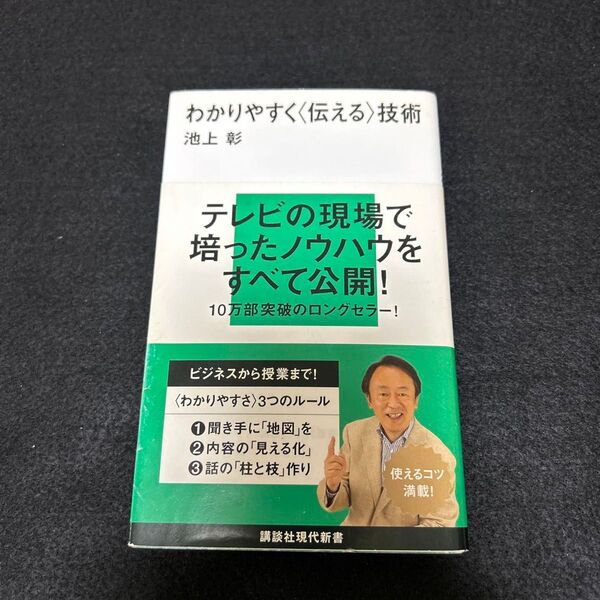 わかりやすく〈伝える〉技術
池上 彰
テレビの現場で
培ったノウハウを
すべて公開！
10万部突破のロングセラー！
ビジネスから授業まで！
〈わかりやすさ〉3つのルール
❶聞き手に「地図」を
❷内容の「見える化」
❸話の「柱と枝」作り
使えるコツ
満載！
講談社現代新書